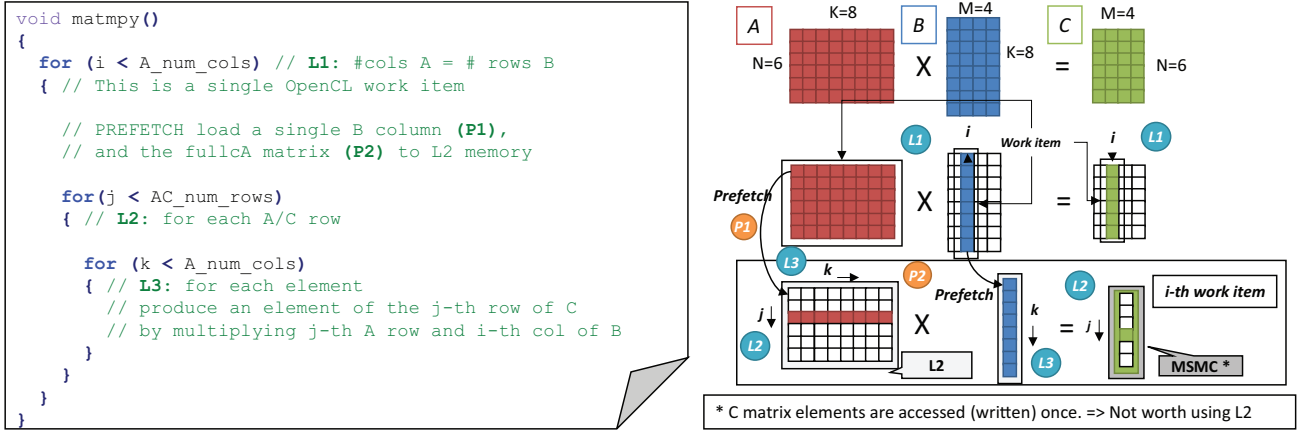 void matmpy()
{
for (i < A_num_cols) // L1: #cols A = # rows B
{ // This is a single OpenCL work item
// PREFETCH load a single B column (P1),
// and the fullcA matrix (P2) to L2 memory
for(j < AC_num_rows)
{ // L2: for each A/C row
for (k < A_num_cols)
{ // L3: for each element
// produce an element of the j-th row of C
// by multiplying j-th A row and i-th col of B
}
}
}
}
A
K=8
B
M=4
C
M=4
N=6
X
K=8
=
N=6
L1
i
Work item
i
L1
Prefetch
X
=
P1
L3
k
P2
Prefetch
L2
i-th work item
j
X
k
=
j
L2
L2
L3
MSMC *
* C matrix elements are accessed (written) once. => Not worth using L2